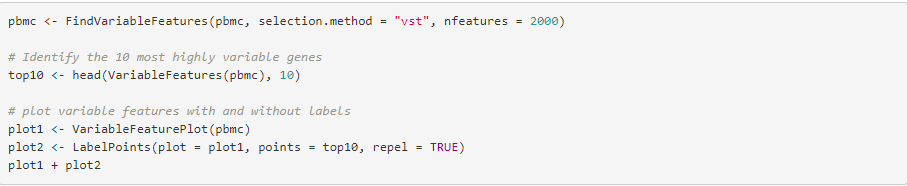 pbmc <- FindVariableFeatures(pbmc, selection.method = "vst", nfeatures = 2000)
# Identify the 10 most highly variable genes
top10 <- head(VariableFeatures(pbmc), 10)
# plot variable features with and without labels
plot1 <- VariableFeaturePlot(pbmc)
plot2 <- LabelPoints(plot = plot1, points = top10, repel = TRUE)
plot1 + plot2